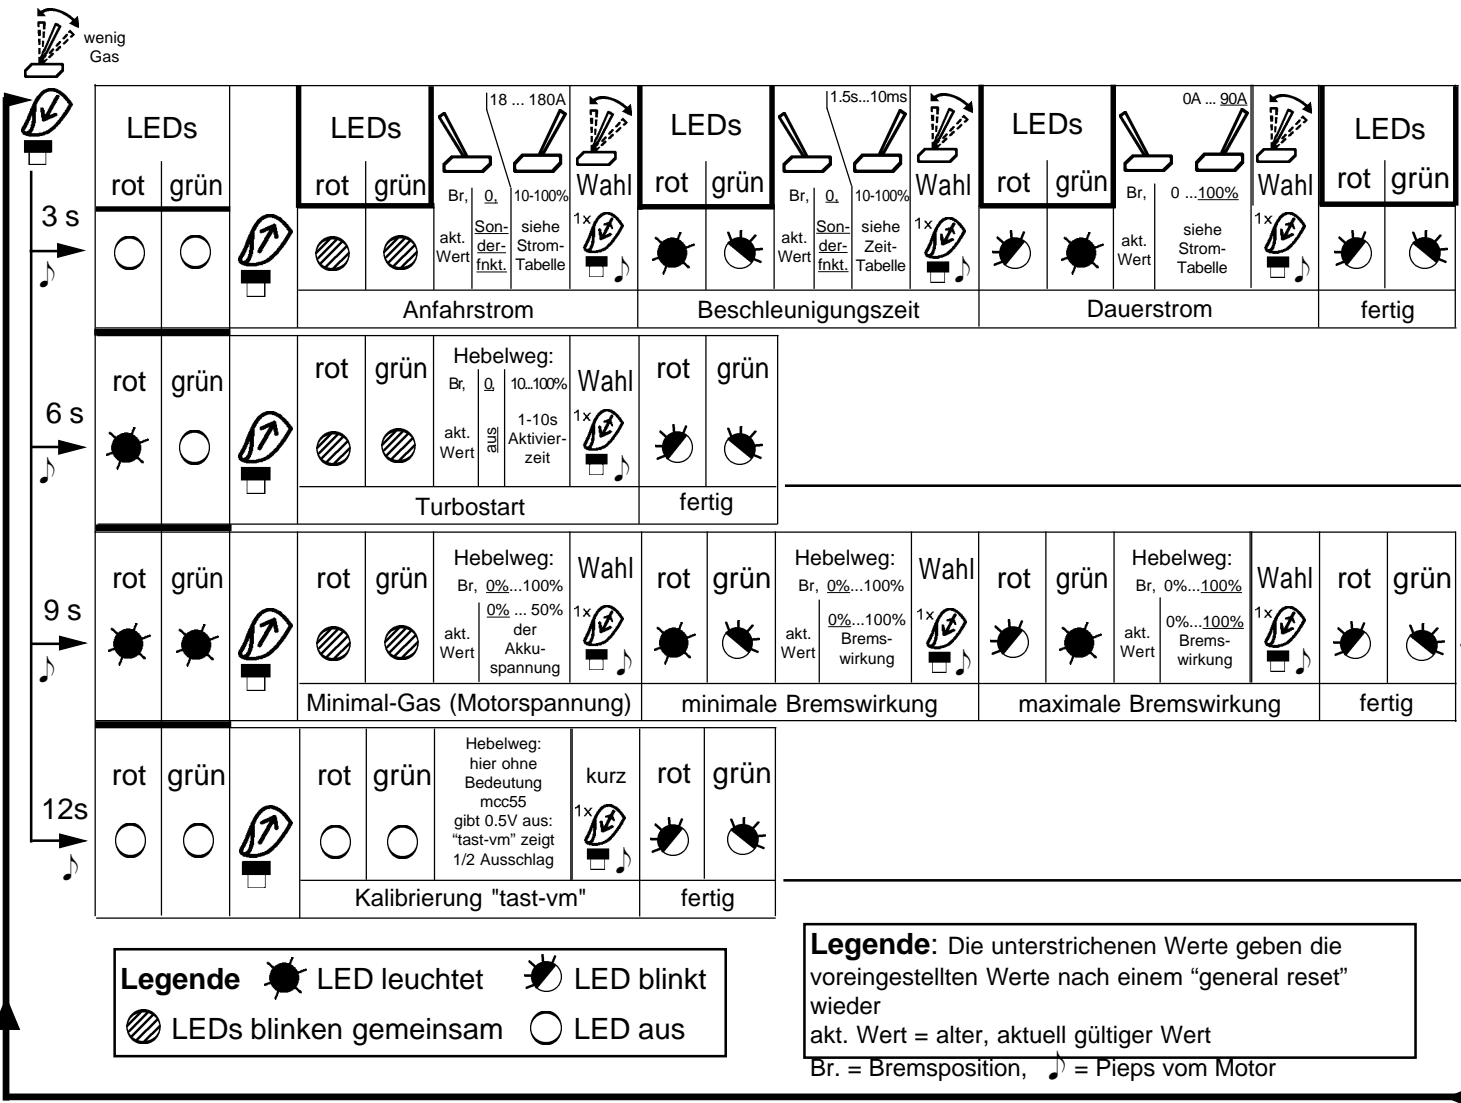 wenig
Gas
LEDs
rot grün
LEDs
rot grün
18 ... 180A
Br, 0, 10-100%
akt. Wert
Son-
der-
fnkt.
siehe
Strom-
Tabelle
Wahl
1x
LEDs
rot grün
1.5s...10ms
Br, 0, 10-100%
akt. Wert
Son-
der-
fnkt.
siehe
Zeit-
Tabelle
Wahl
1x
LEDs
rot grün
0A ... 90A
Br, 0 ...100%
akt. Wert
siehe
Strom-
Tabelle
Wahl
1x
LEDs
rot grün
3 s
Anfahrstrom
Beschleunigungszeit
Dauerstrom
fertig
6 s
rot grün
rot grün
Hebelweg:
Br, 0, 10...100%
akt. Wert
aus
1-10s
Aktivier-
zeit
Wahl
1x
rot grün
Turbostart
fertig
9 s
rot grün
rot grün
Hebelweg:
Br, 0%...100%
akt. Wert
0% ... 50%
der
Akku-
spannung
Wahl
1x
rot grün
Hebelweg:
Br, 0%...100%
akt. Wert
0%...100%
Brems-
wirkung
Wahl
1x
rot grün
Hebelweg:
Br, 0%...100%
akt. Wert
0%...100%
Brems-
wirkung
Wahl
1x
rot grün
Minimal-Gas (Motorspannung)
minimale Bremswirkung
maximale Bremswirkung
fertig
12s
rot grün
rot grün
Hebelweg:
hier ohne
Bedeutung
mcc55
gibt 0.5V aus:
“tast-vm” zeigt
1/2 Ausschlag
kurz
1x
rot grün
Kalibrierung "tast-vm"
fertig
Legende LED leuchtet LED blinkt
LEDs blinken gemeinsam LED aus
Legende: Die unterstrichenen Werte geben die
voreingestellten Werte nach einem “general reset”
wieder
akt. Wert = alter, aktuell gültiger Wert
Br. = Bremsposition, ♪ = Pieps vom Motor